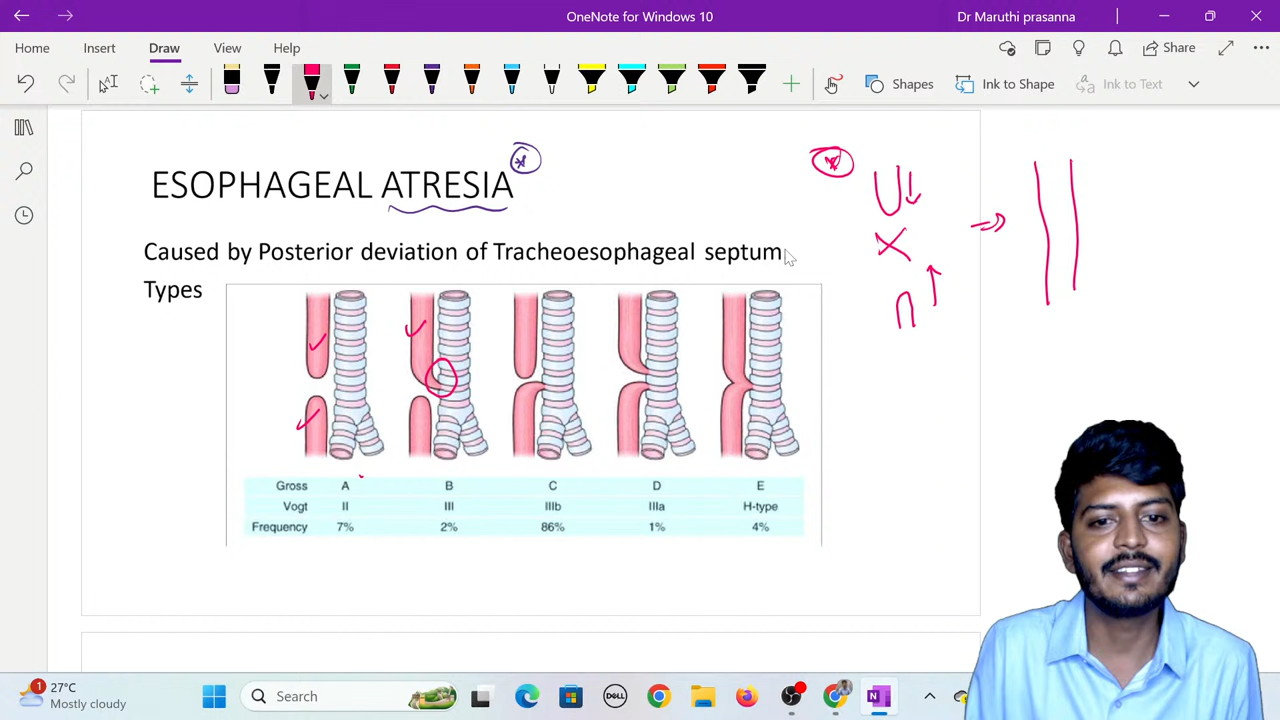 OneNote for Windows 10
Dr Maruthi prasanna
Home Insert Draw View Help
Share
Shapes Ink to Shape Ink to Text
ESOPHAGEAL ATRESIA
Caused by Posterior deviation of Tracheoesophageal septum
Types
Gross A B C D E
Vogt II III IIIb IIIa H-type
Frequency 7% 2% 86% 1% 4%
1
27°C
Mostly cloudy
Search
DELL